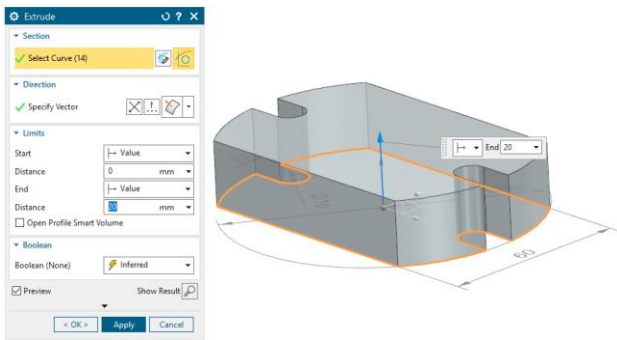 Extrude
Section
Select Curve (14)
Direction
Specify Vector
Limits
Start
Value
Distance
0
mm
End
Value
Distance
20
mm
Open Profile Smart Volume
Boolean
Boolean (None)
Inferred
Preview
Show Result
< OK >
Apply
Cancel
End 20
60